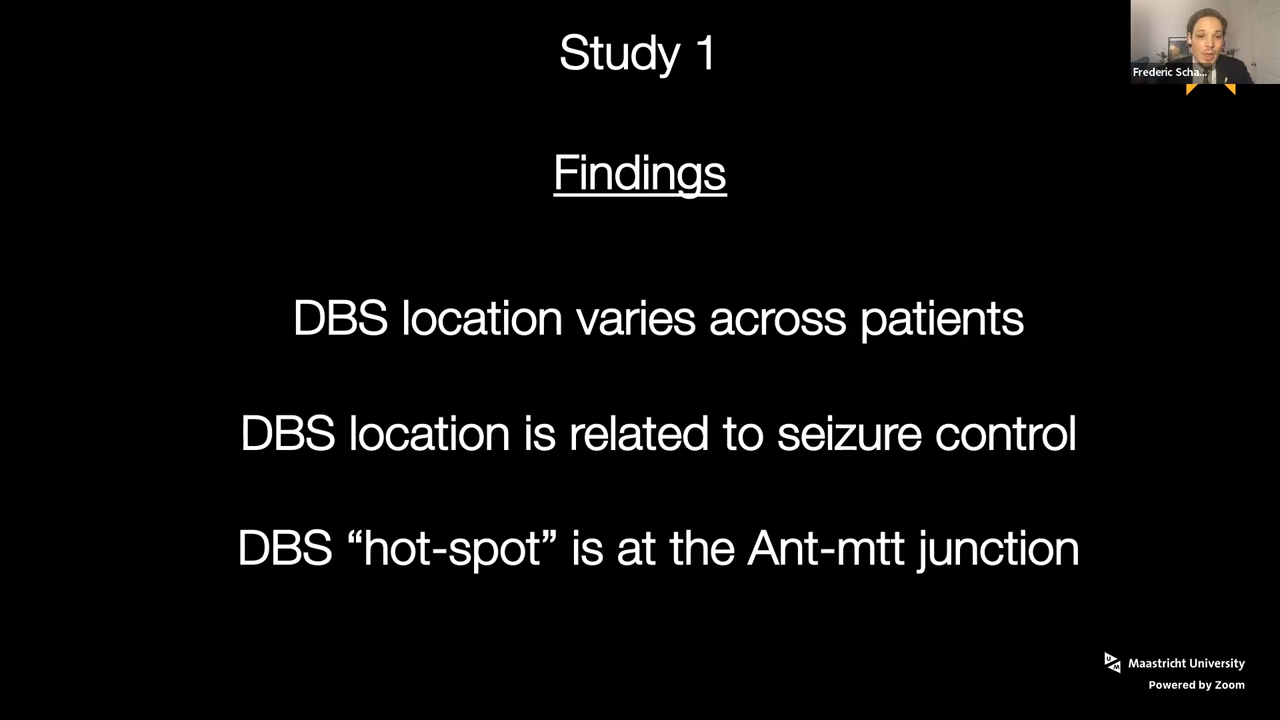 Study 1
Frederic Scha...
Findings
DBS location varies across patients
DBS location is related to seizure control
DBS “hot-spot” is at the Ant-mtt junction
Maastricht University
Powered by Zoom